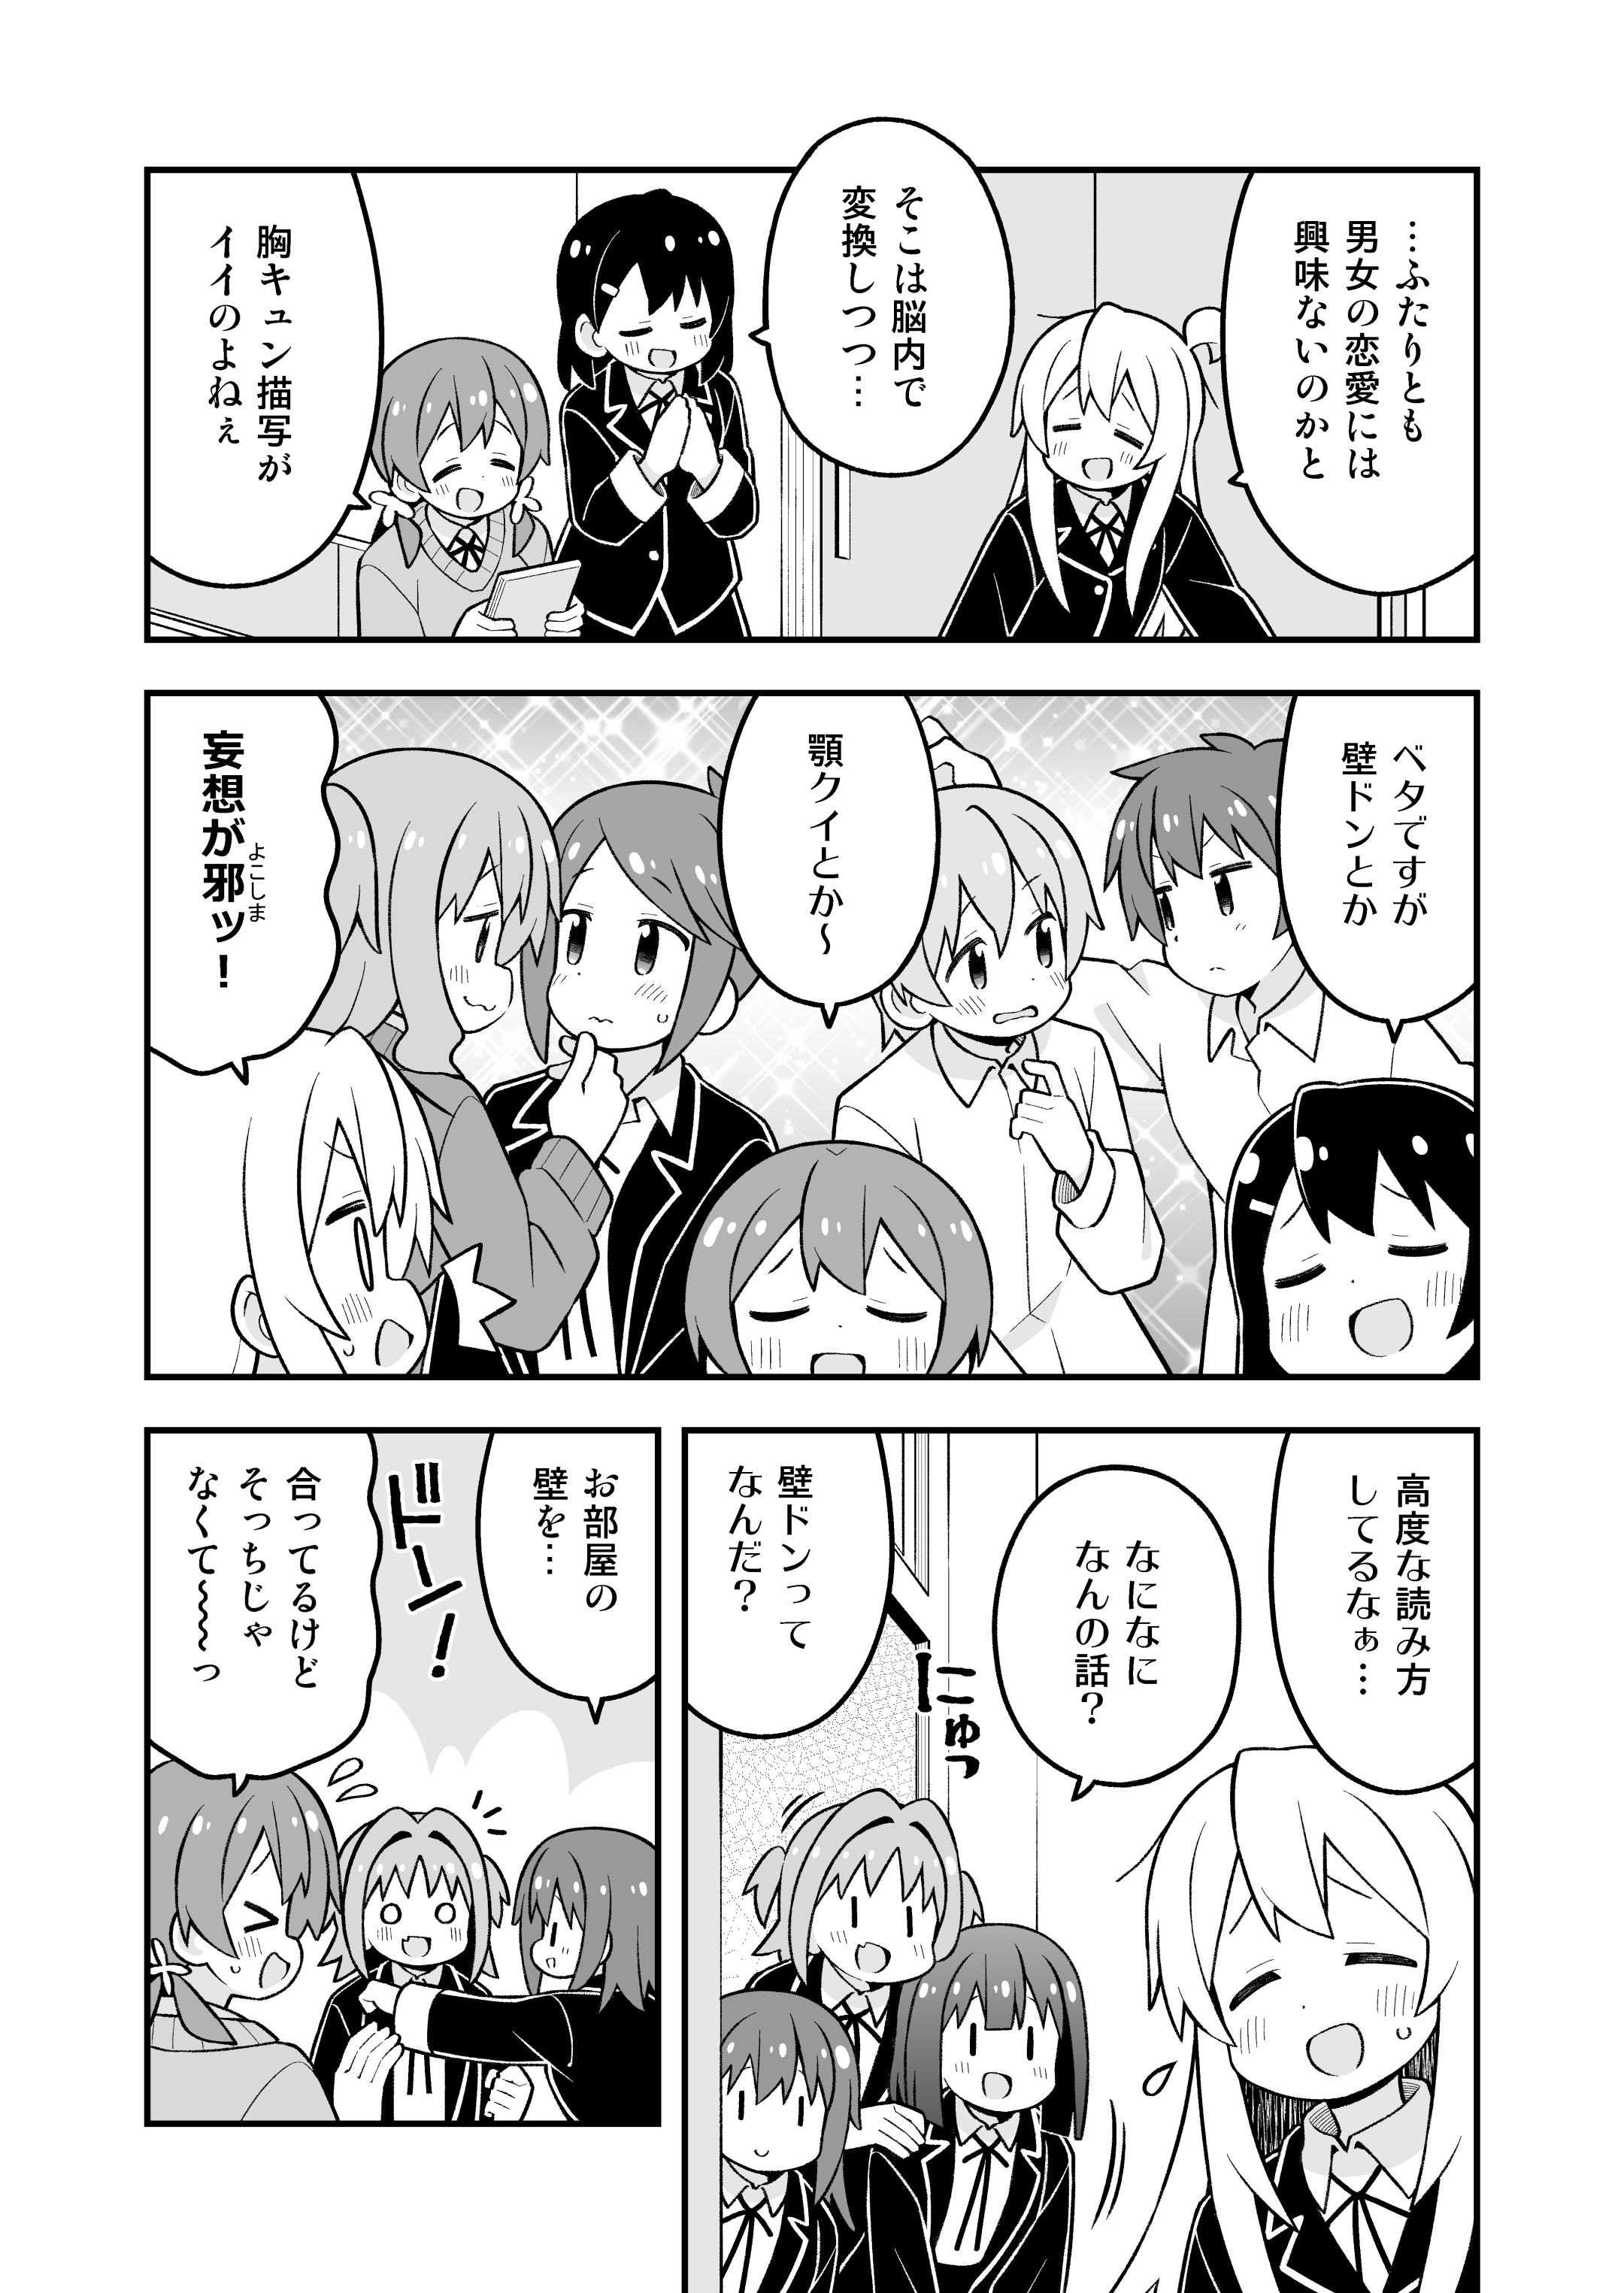 …ふたりとも
男女の恋愛には
興味ないのかと
そこは脳内で
変換しつつ…
胸キュン描写が
イイのよねぇ
ベタですが
壁ドンとか
顎クイとか～
妄想が邪ッ！
よこしま
高度な読み方
してるなぁ…
なになに
なんの話？
にゅっ
壁ドンって
なんだ？
お部屋の
壁を…
ドーン！
合ってるけど
そっちじゃ
なくて～～～っ